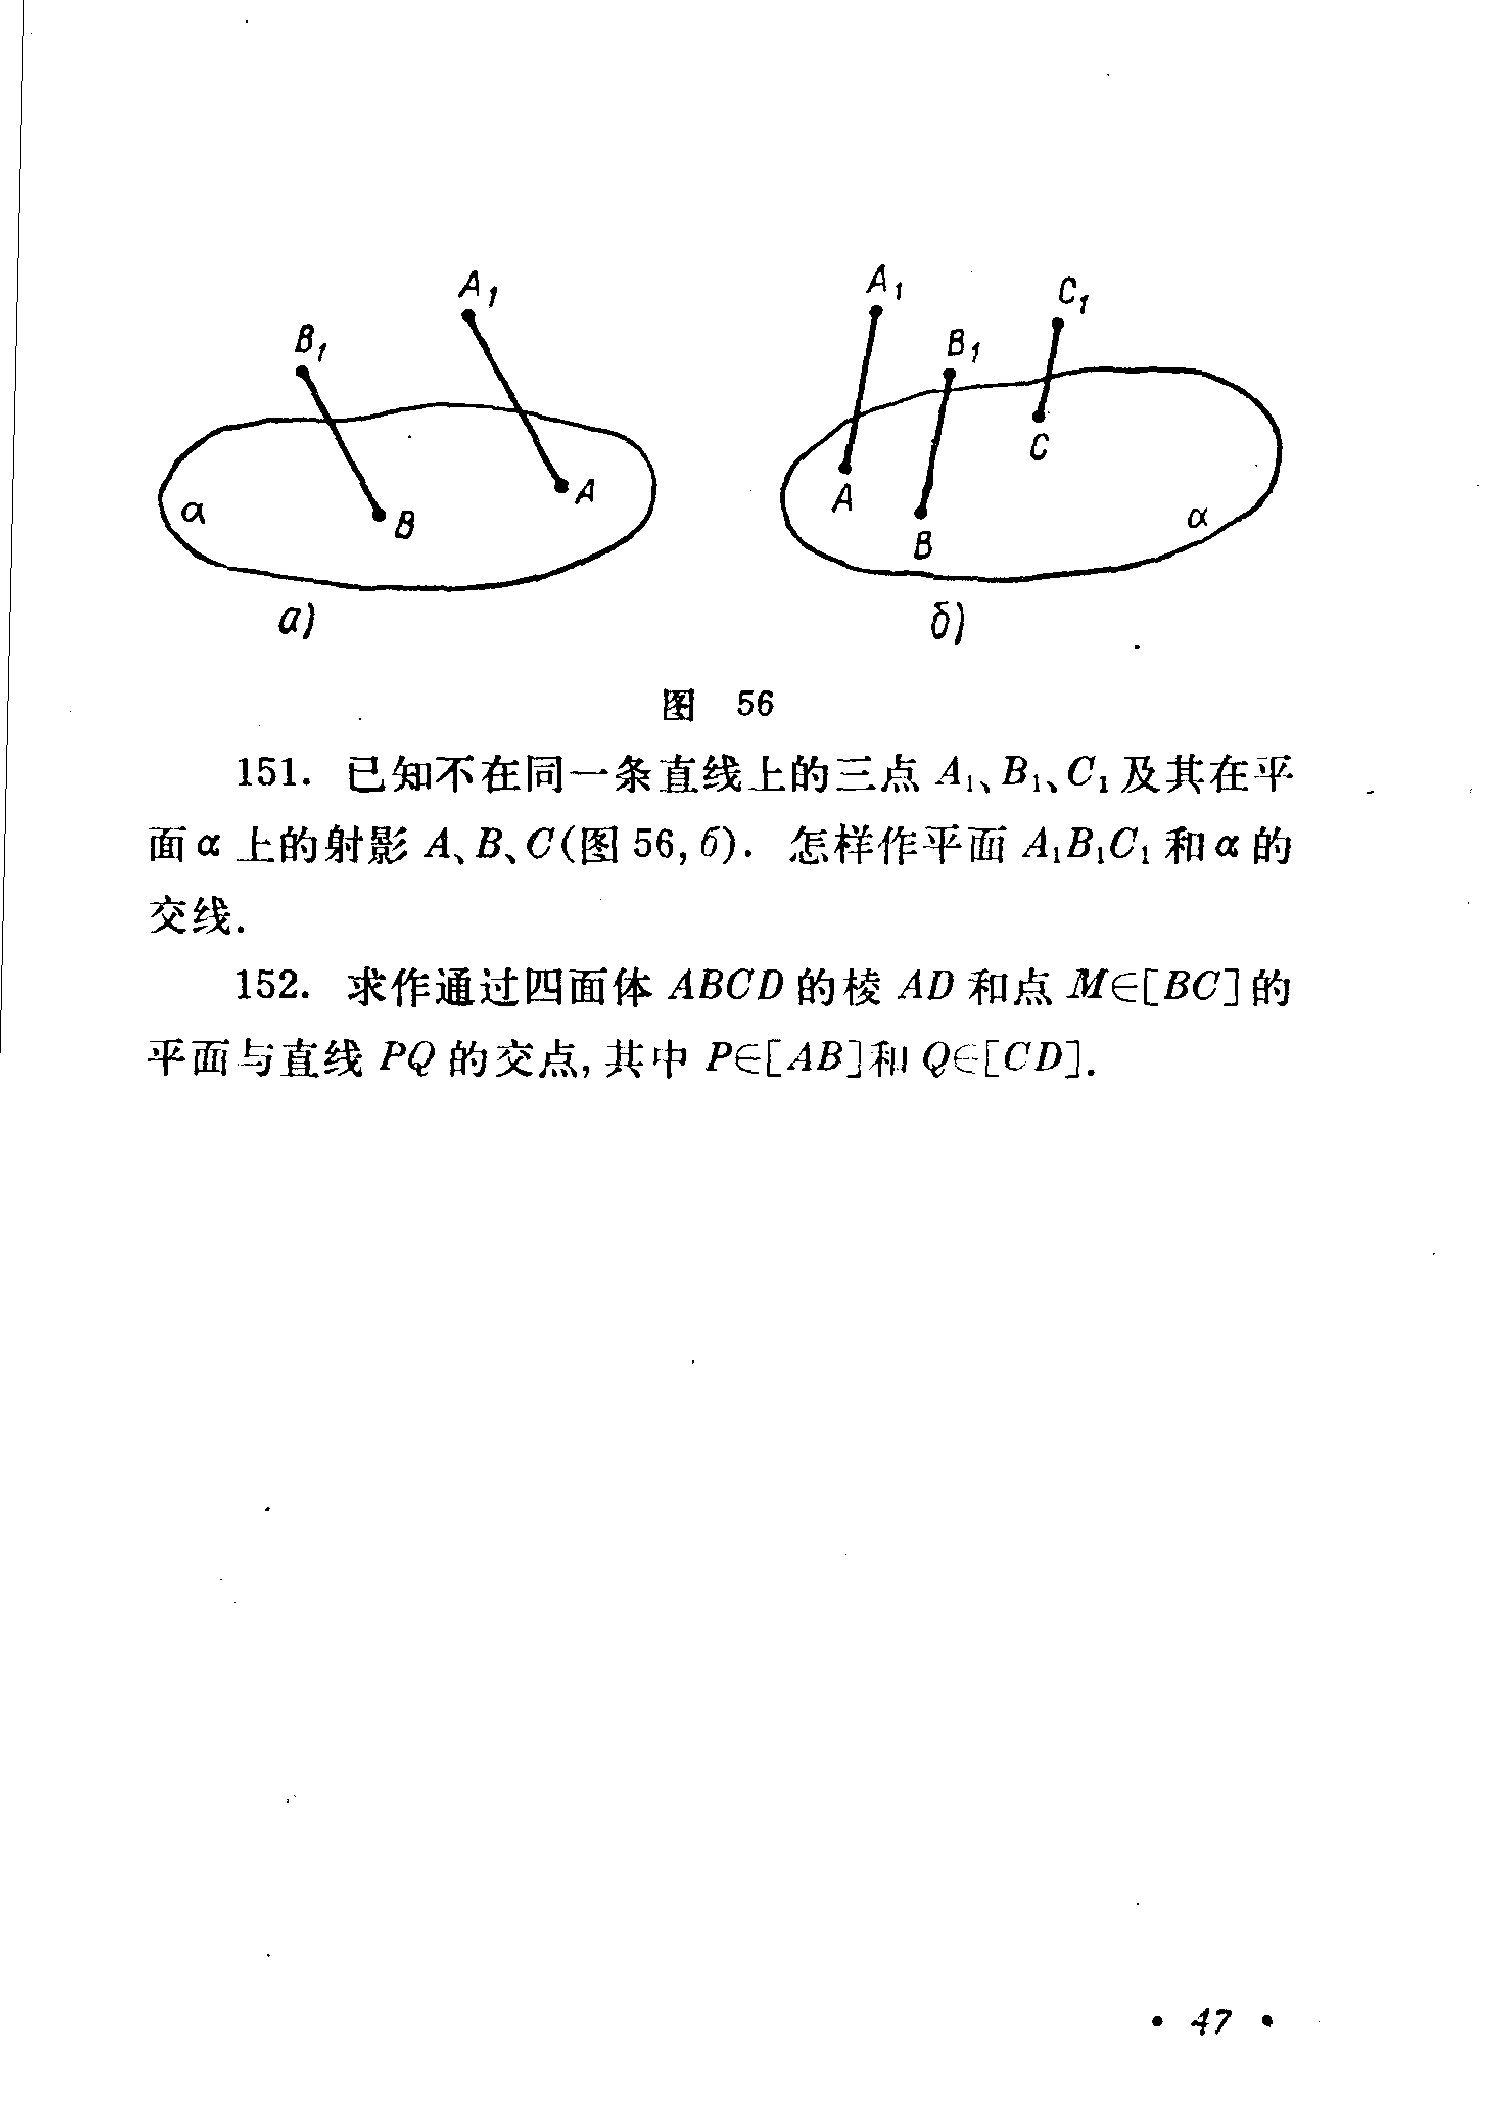 A₁
B₁
α
B
A
а)
A₁
B₁
C₁
A
B
C
α
б)
图 56
151. 已知不在同一条直线上的三点 A₁、B₁、C₁ 及其在平
面 α 上的射影 A、B、C(图 56, б). 怎样作平面 A₁B₁C₁ 和 α 的
交线.
152. 求作通过四面体 ABCD 的棱 AD 和点 M∈[BC] 的
平面与直线 PQ 的交点, 其中 P∈[AB] 和 Q∈[CD].
• 47 •